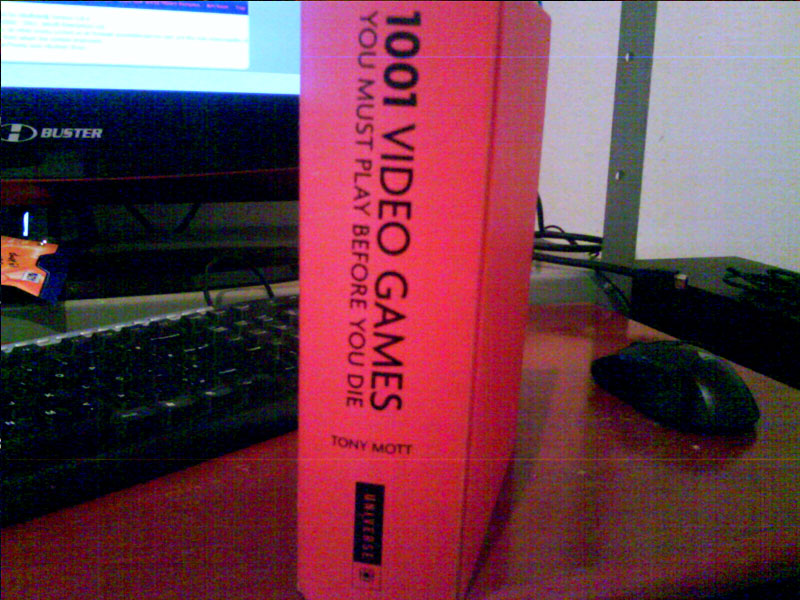 1001 VIDEO GAMES
YOU MUST PLAY BEFORE YOU DIE
TONY MOTT
UNIVERSE
BUSTER